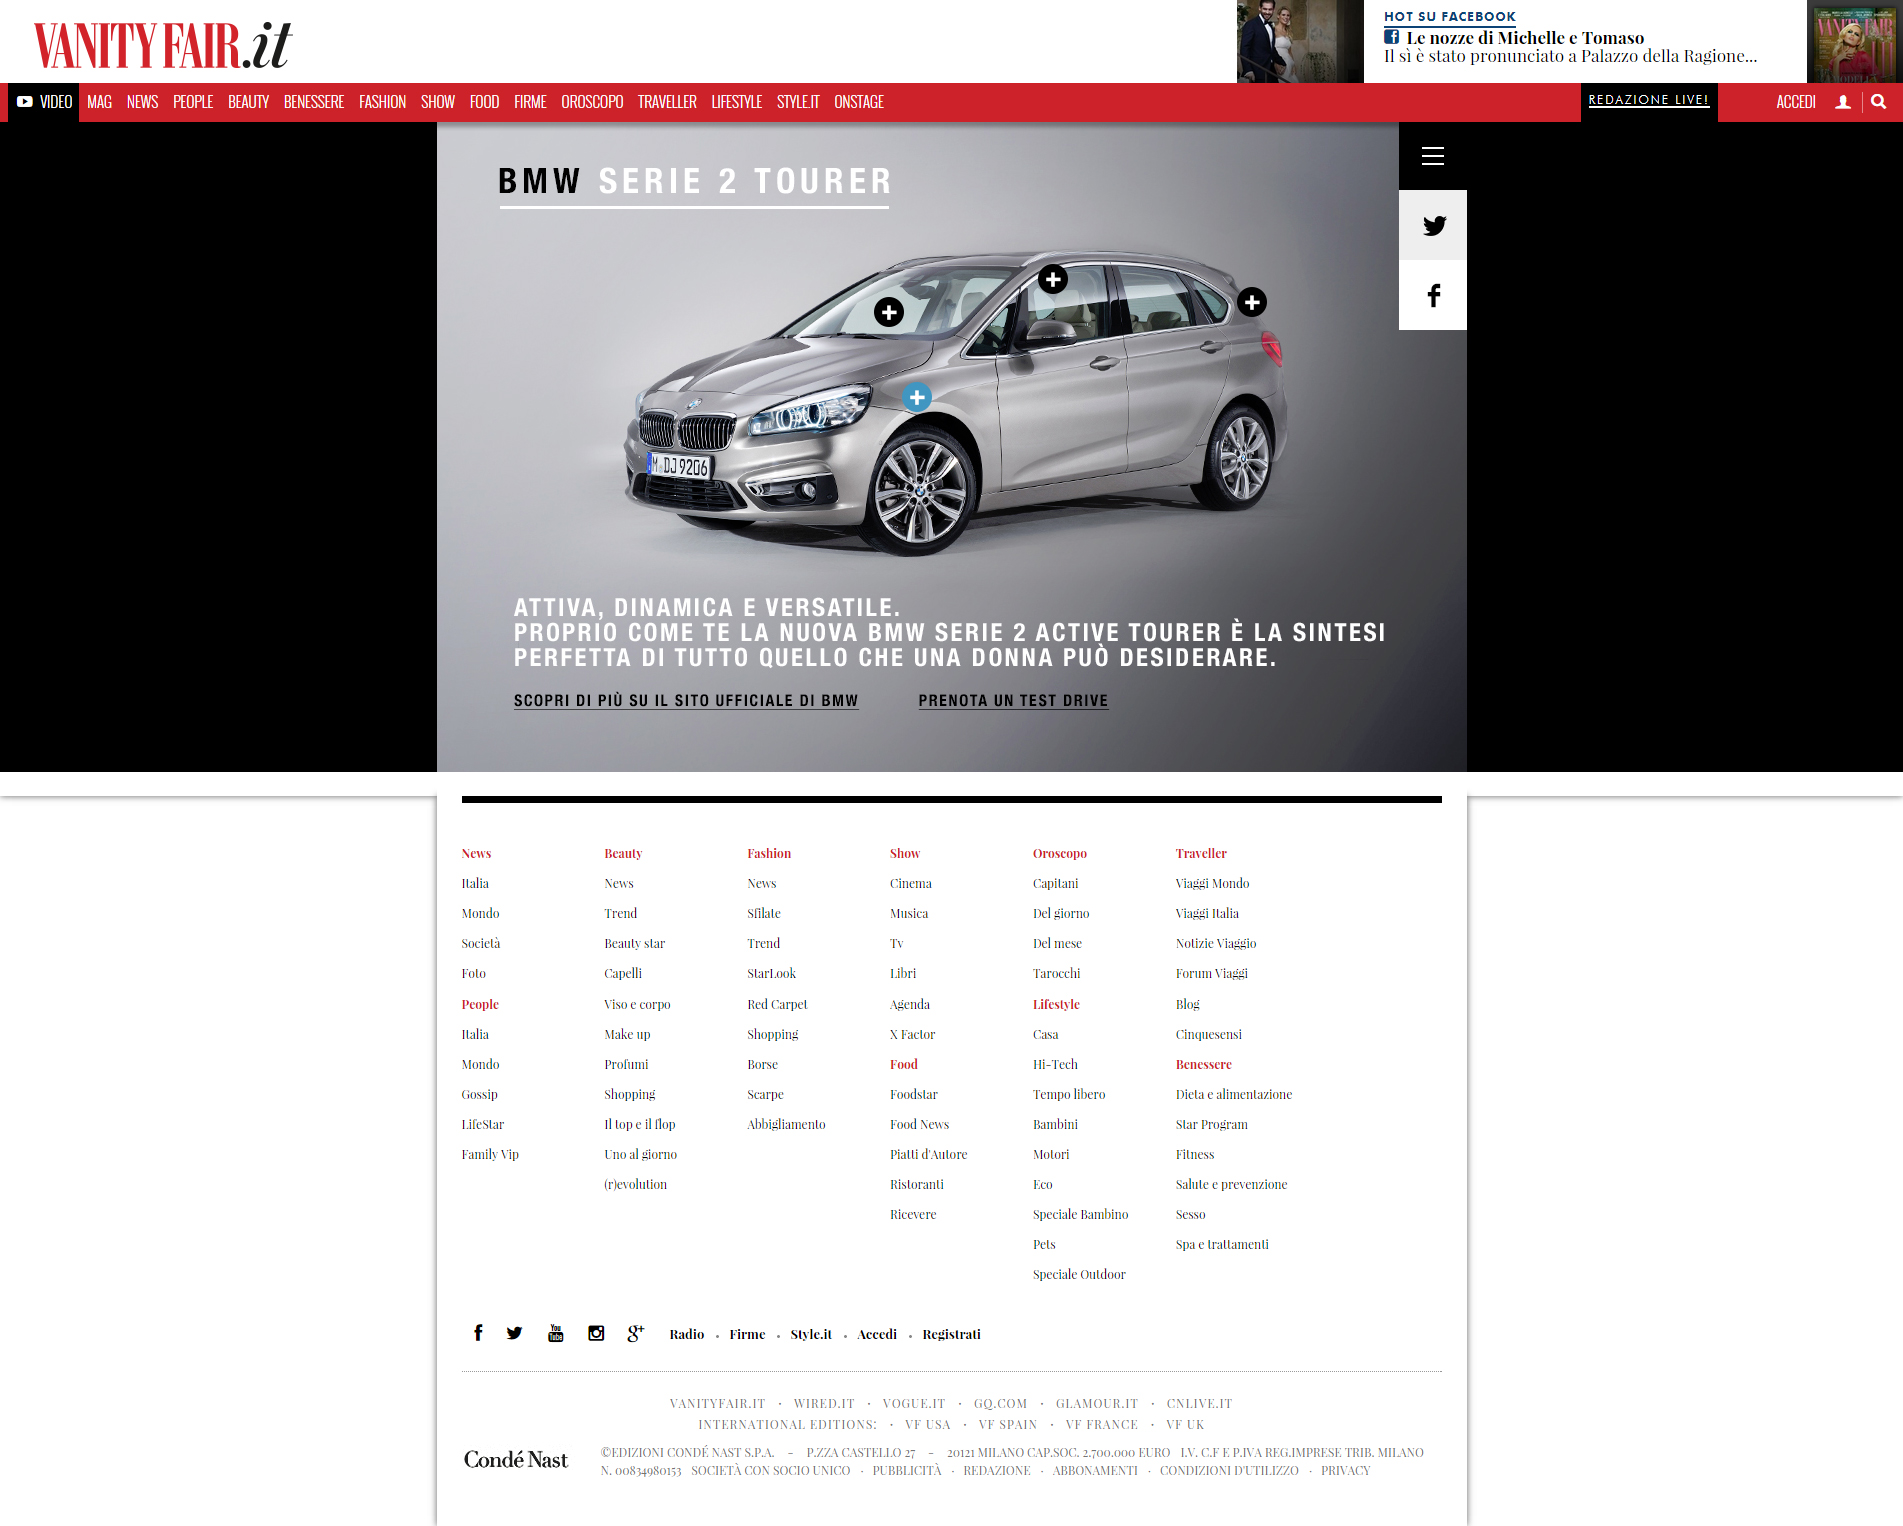 VANITY FAIR.it
HOT SU FACEBOOK
Le nozze di Michelle e Tomaso
Il sì è stato pronunciato a Palazzo della Ragione...
VANITY FAIR
VIDEO MAG NEWS PEOPLE BEAUTY BENESSERE FASHION SHOW FOOD FIRME OROSCOPO TRAVELLER LIFESTYLE STYLE.IT ONSTAGE REDAZIONE LIVE! ACCEDI
BMW SERIE 2 TOURER
M DJ 9206
ATTIVA, DINAMICA E VERSATILE.
PROPRIO COME TE LA NUOVA BMW SERIE 2 ACTIVE TOURER È LA SINTESI
PERFETTA DI TUTTO QUELLO CHE UNA DONNA PUÒ DESIDERARE.
SCOPRI DI PIÙ SU IL SITO UFFICIALE DI BMW PRENOTA UN TEST DRIVE
News
Italia
Mondo
Società
Foto
People
Italia
Mondo
Gossip
LifeStar
Family Vip
Beauty
News
Trend
Beauty star
Capelli
Viso e corpo
Make up
Profumi
Shopping
Il top e il flop
Uno al giorno
(r)evolution
Fashion
News
Sfilate
Trend
StarLook
Red Carpet
Shopping
Borse
Scarpe
Abbigliamento
Show
Cinema
Musica
Tv
Libri
Agenda
X Factor
Food
Foodstar
Food News
Piatti d'Autore
Ristoranti
Ricevere
Oroscopo
Capitani
Del giorno
Del mese
Tarocchi
Lifestyle
Casa
Hi-Tech
Tempo libero
Bambini
Motori
Eco
Speciale Bambino
Pets
Speciale Outdoor
Traveller
Viaggi Mondo
Viaggi Italia
Notizie Viaggio
Forum Viaggi
Blog
Cinquesensi
Benessere
Dieta e alimentazione
Star Program
Fitness
Salute e prevenzione
Sesso
Spa e trattamenti
You Tube g+ Radio • Firme • Style.it • Accedi • Registrati
VANITYFAIR.IT • WIRED.IT • VOGUE.IT • GQ.COM • GLAMOUR.IT • CNLIVE.IT
INTERNATIONAL EDITIONS: • VF USA • VF SPAIN • VF FRANCE • VF UK
Condé Nast
©EDIZIONI CONDÉ NAST S.P.A. - P.ZZA CASTELLO 27 - 20121 MILANO CAP.SOC. 2.700.000 EURO I.V. C.F E P.IVA REG.IMPRESE TRIB. MILANO
N. 00834980153 SOCIETÀ CON SOCIO UNICO • PUBBLICITÀ • REDAZIONE • ABBONAMENTI • CONDIZIONI D'UTILIZZO • PRIVACY